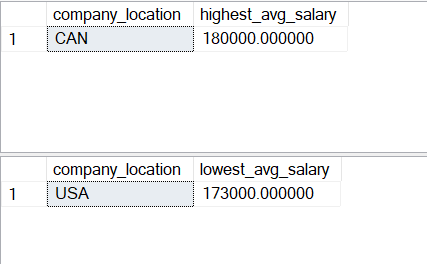 company_location highest_avg_salary
1 CAN 180000.000000
company_location lowest_avg_salary
1 USA 173000.000000